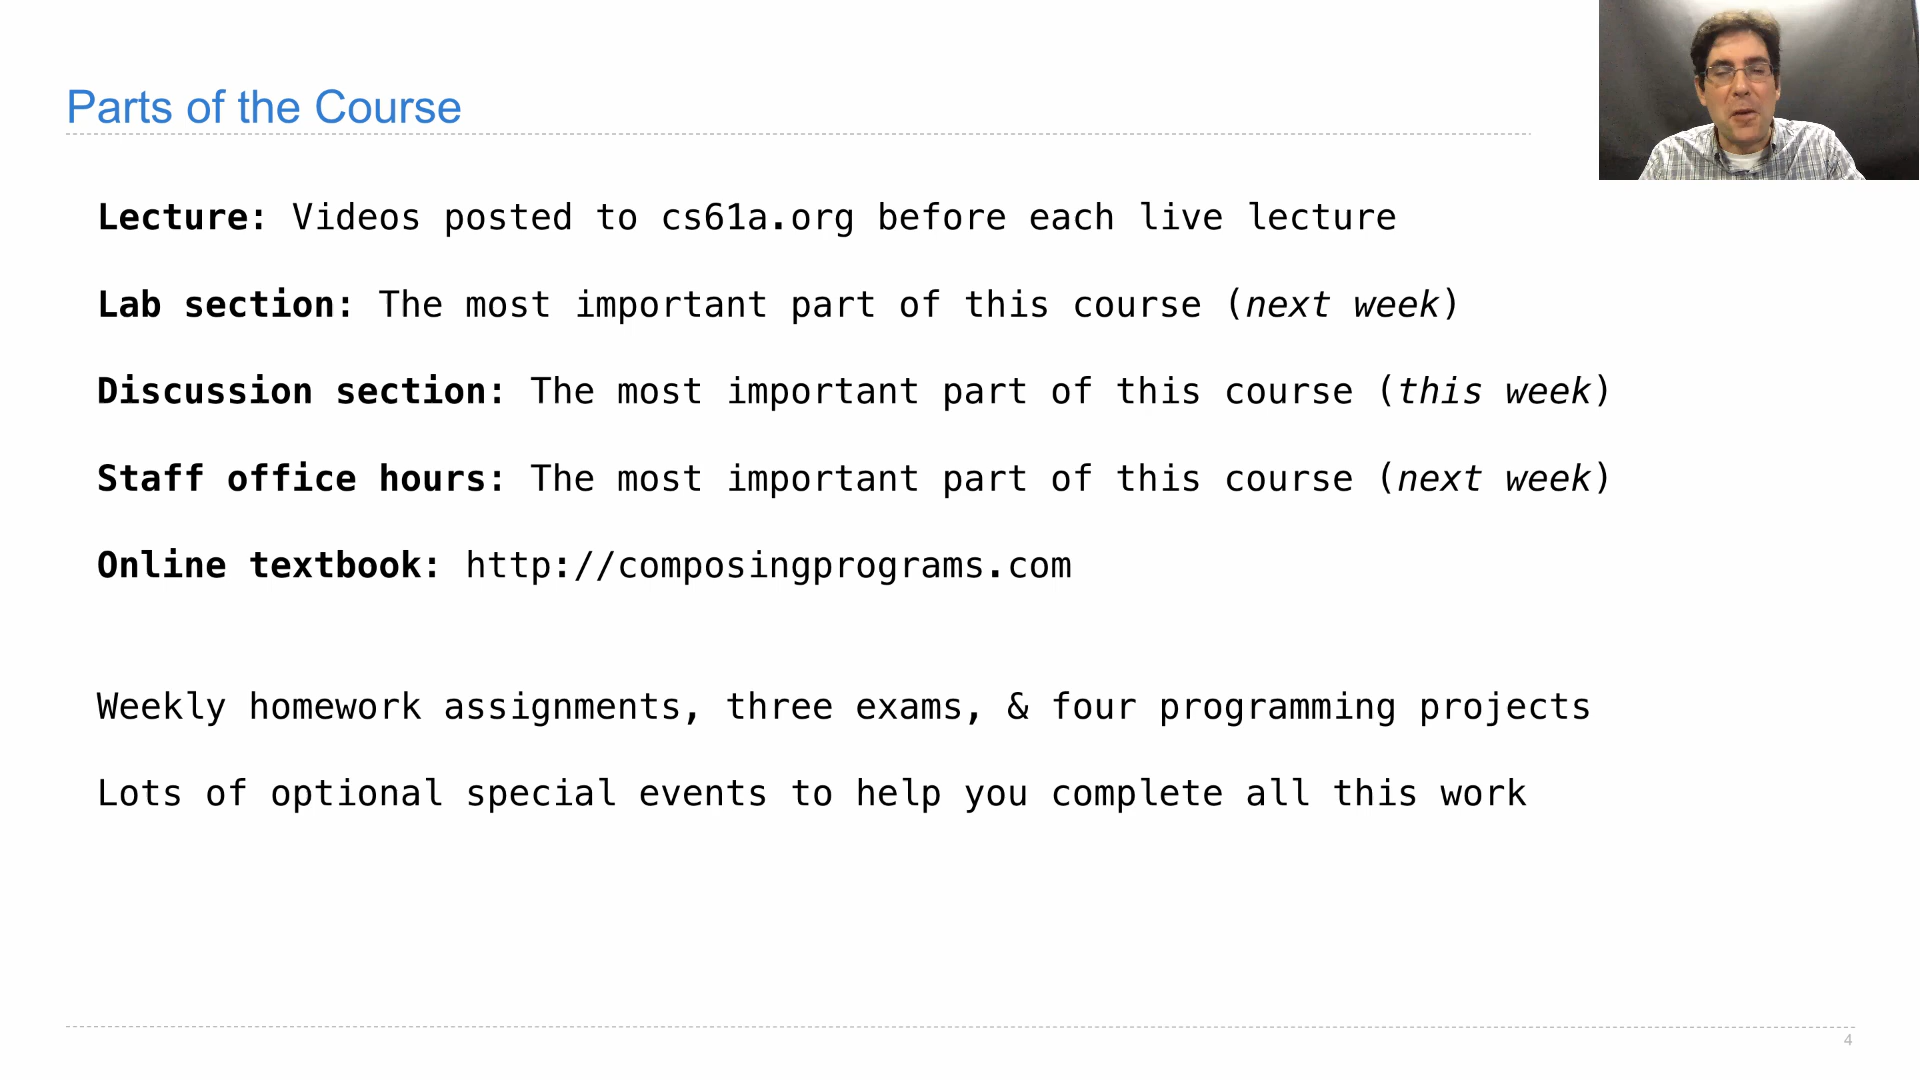 Parts of the Course
Lecture: Videos posted to cs61a.org before each live lecture
Lab section: The most important part of this course (next week)
Discussion section: The most important part of this course (this week)
Staff office hours: The most important part of this course (next week)
Online textbook: http://composingprograms.com
Weekly homework assignments, three exams, & four programming projects
Lots of optional special events to help you complete all this work
4